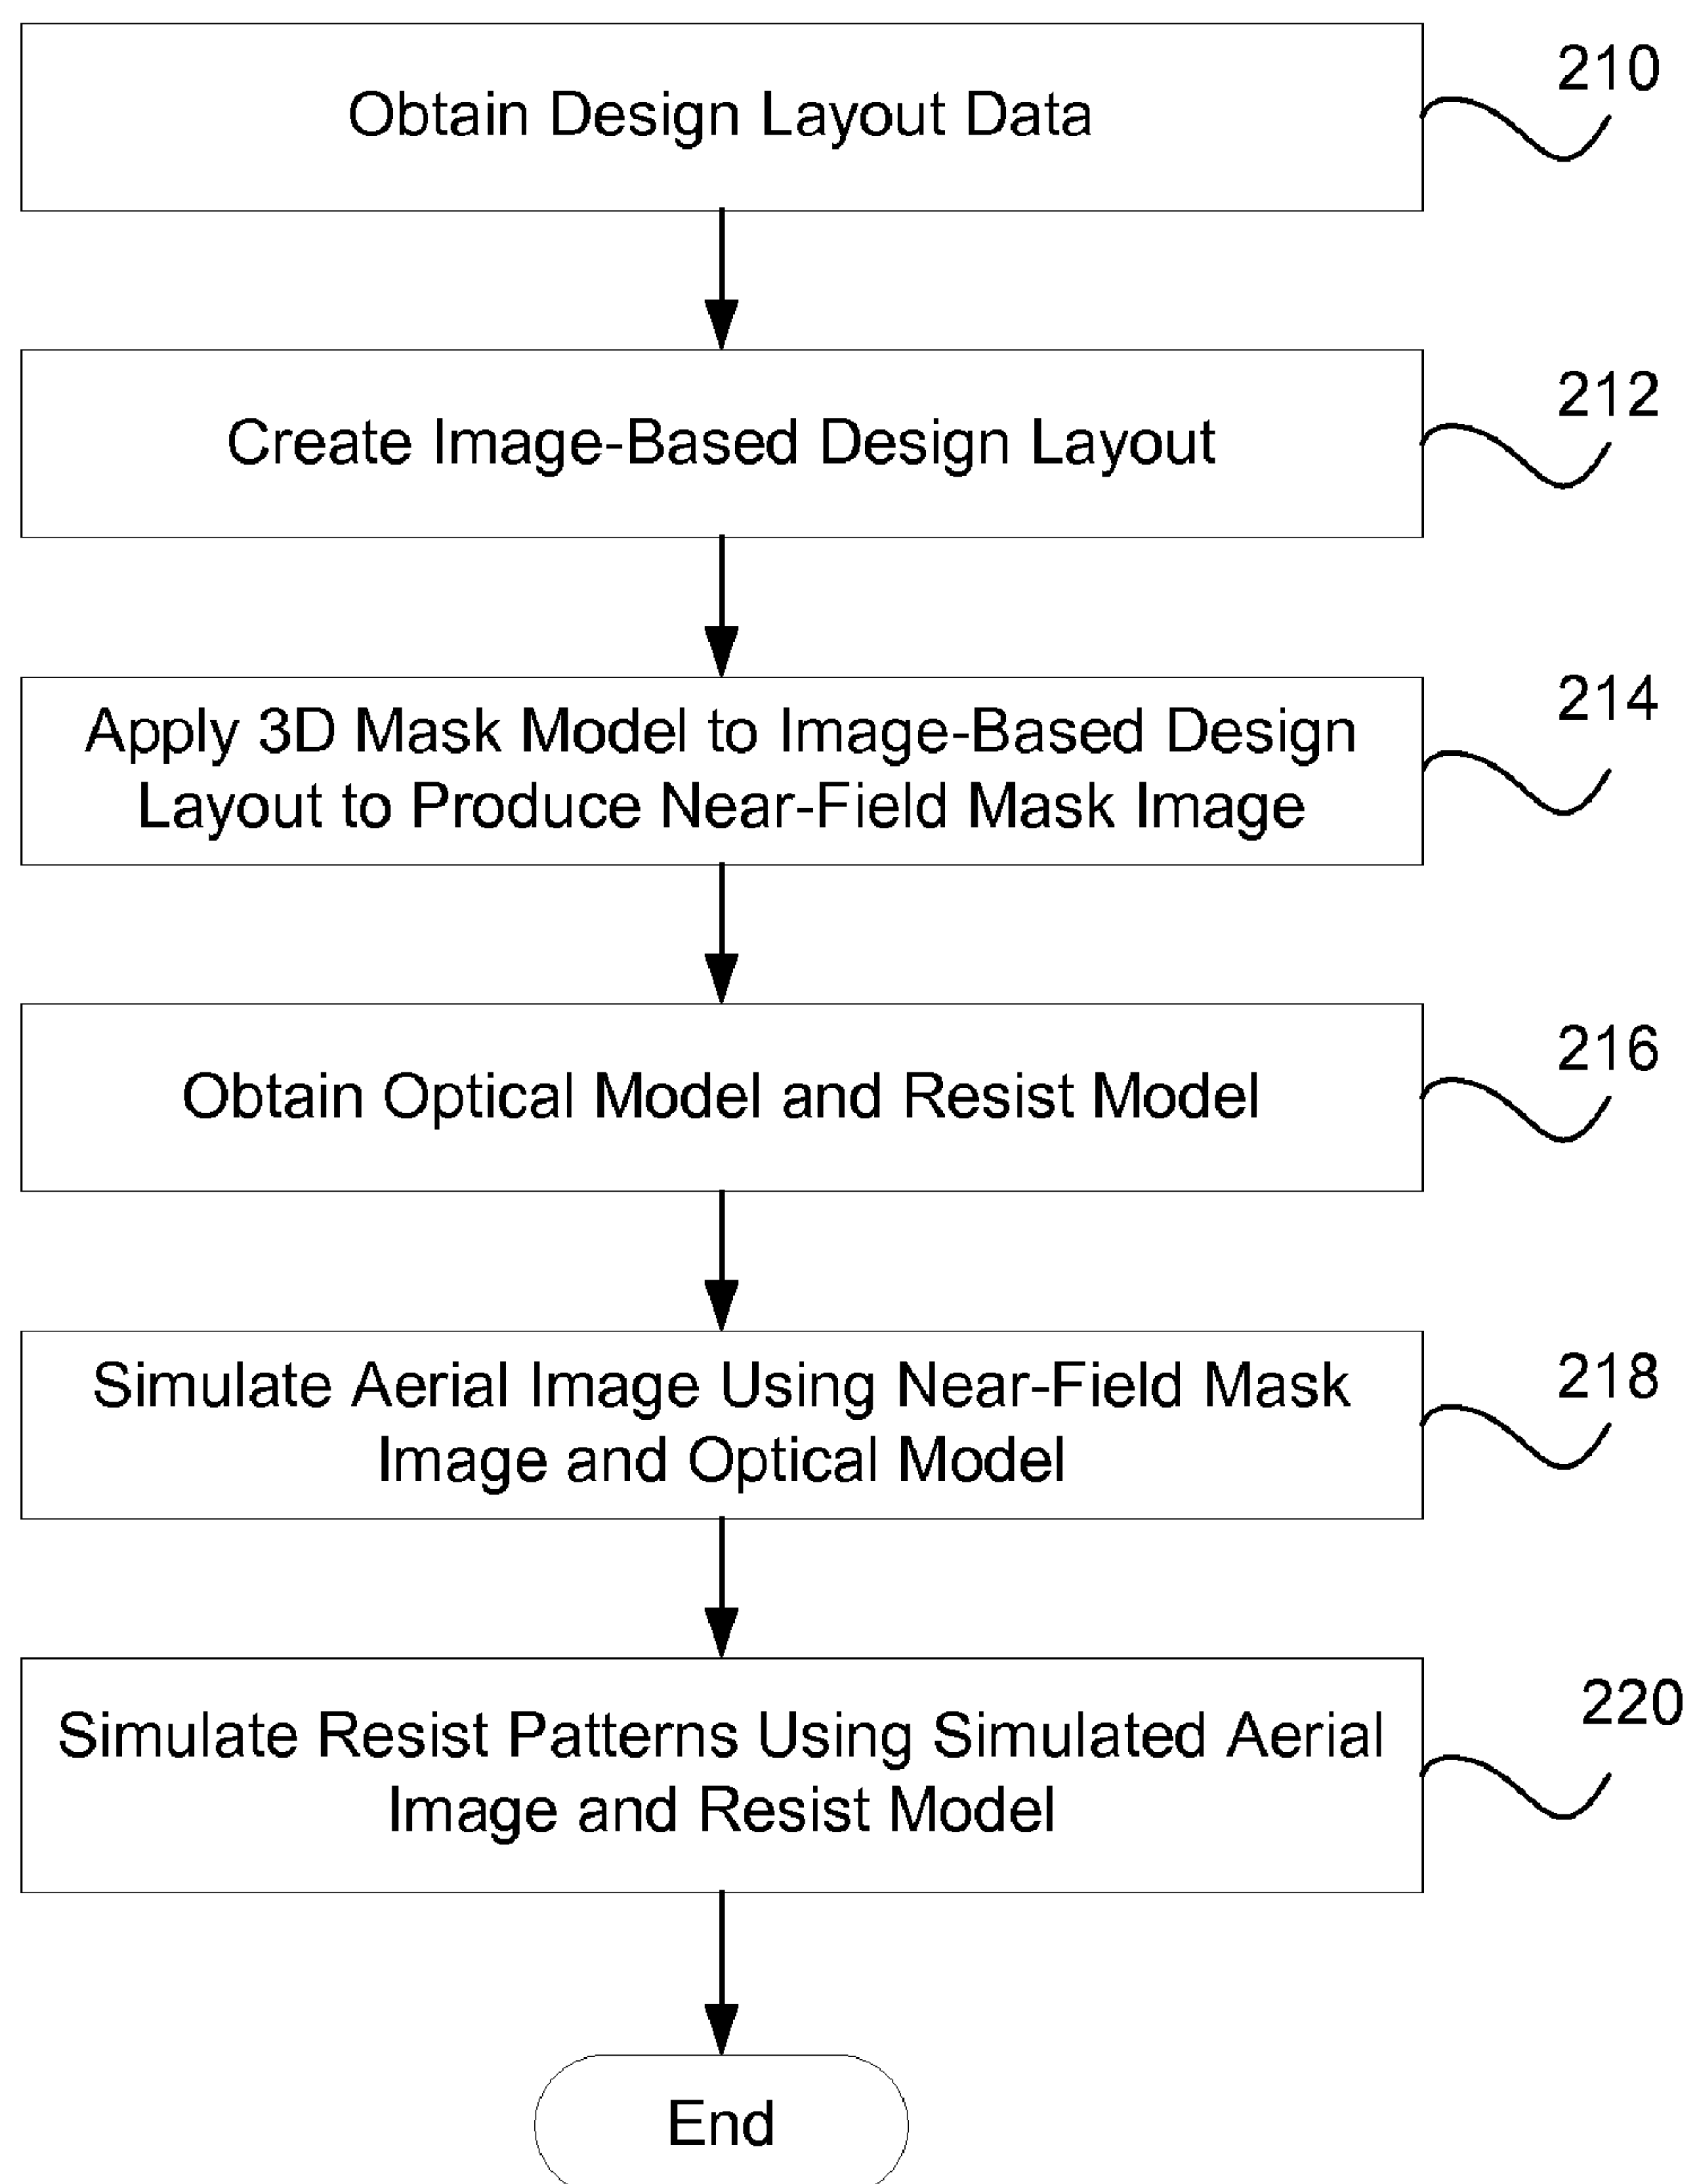 Obtain Design Layout Data
210
Create Image-Based Design Layout
212
Apply 3D Mask Model to Image-Based Design
Layout to Produce Near-Field Mask Image
214
Obtain Optical Model and Resist Model
216
Simulate Aerial Image Using Near-Field Mask
Image and Optical Model
218
Simulate Resist Patterns Using Simulated Aerial
Image and Resist Model
220
End